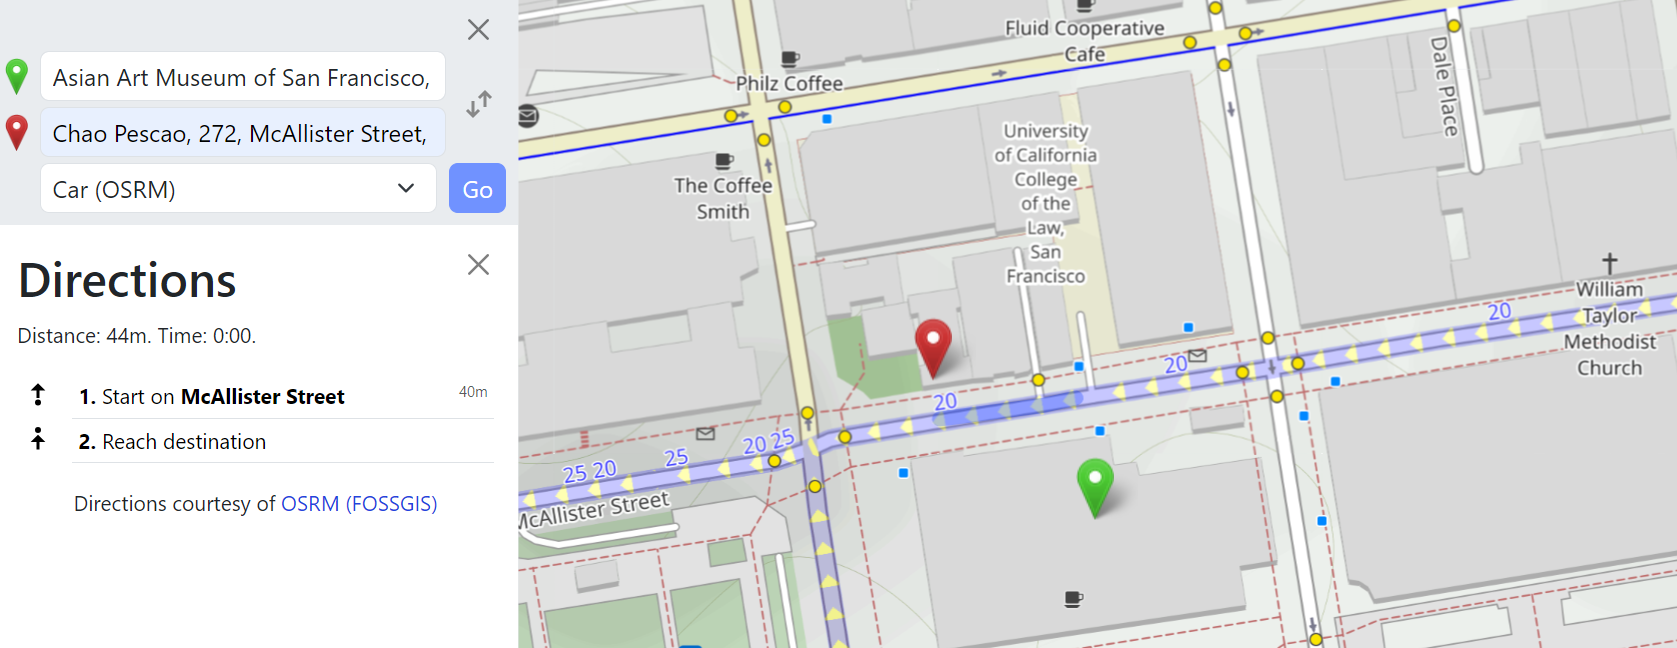 Asian Art Museum of San Francisco,
Chao Pescao, 272, McAllister Street,
Car (OSRM)
Go
Directions
Distance: 44m. Time: 0:00.
1. Start on McAllister Street
40m
2. Reach destination
Directions courtesy of OSRM (FOSSGIS)
Fluid Cooperative
Cafe
Philz Coffee
Dale Place
University
of California
College
of the
Law,
San
Francisco
The Coffee
Smith
William
Taylor
Methodist
Church
20
20
20
20 25
25
25 20
McAllister Street